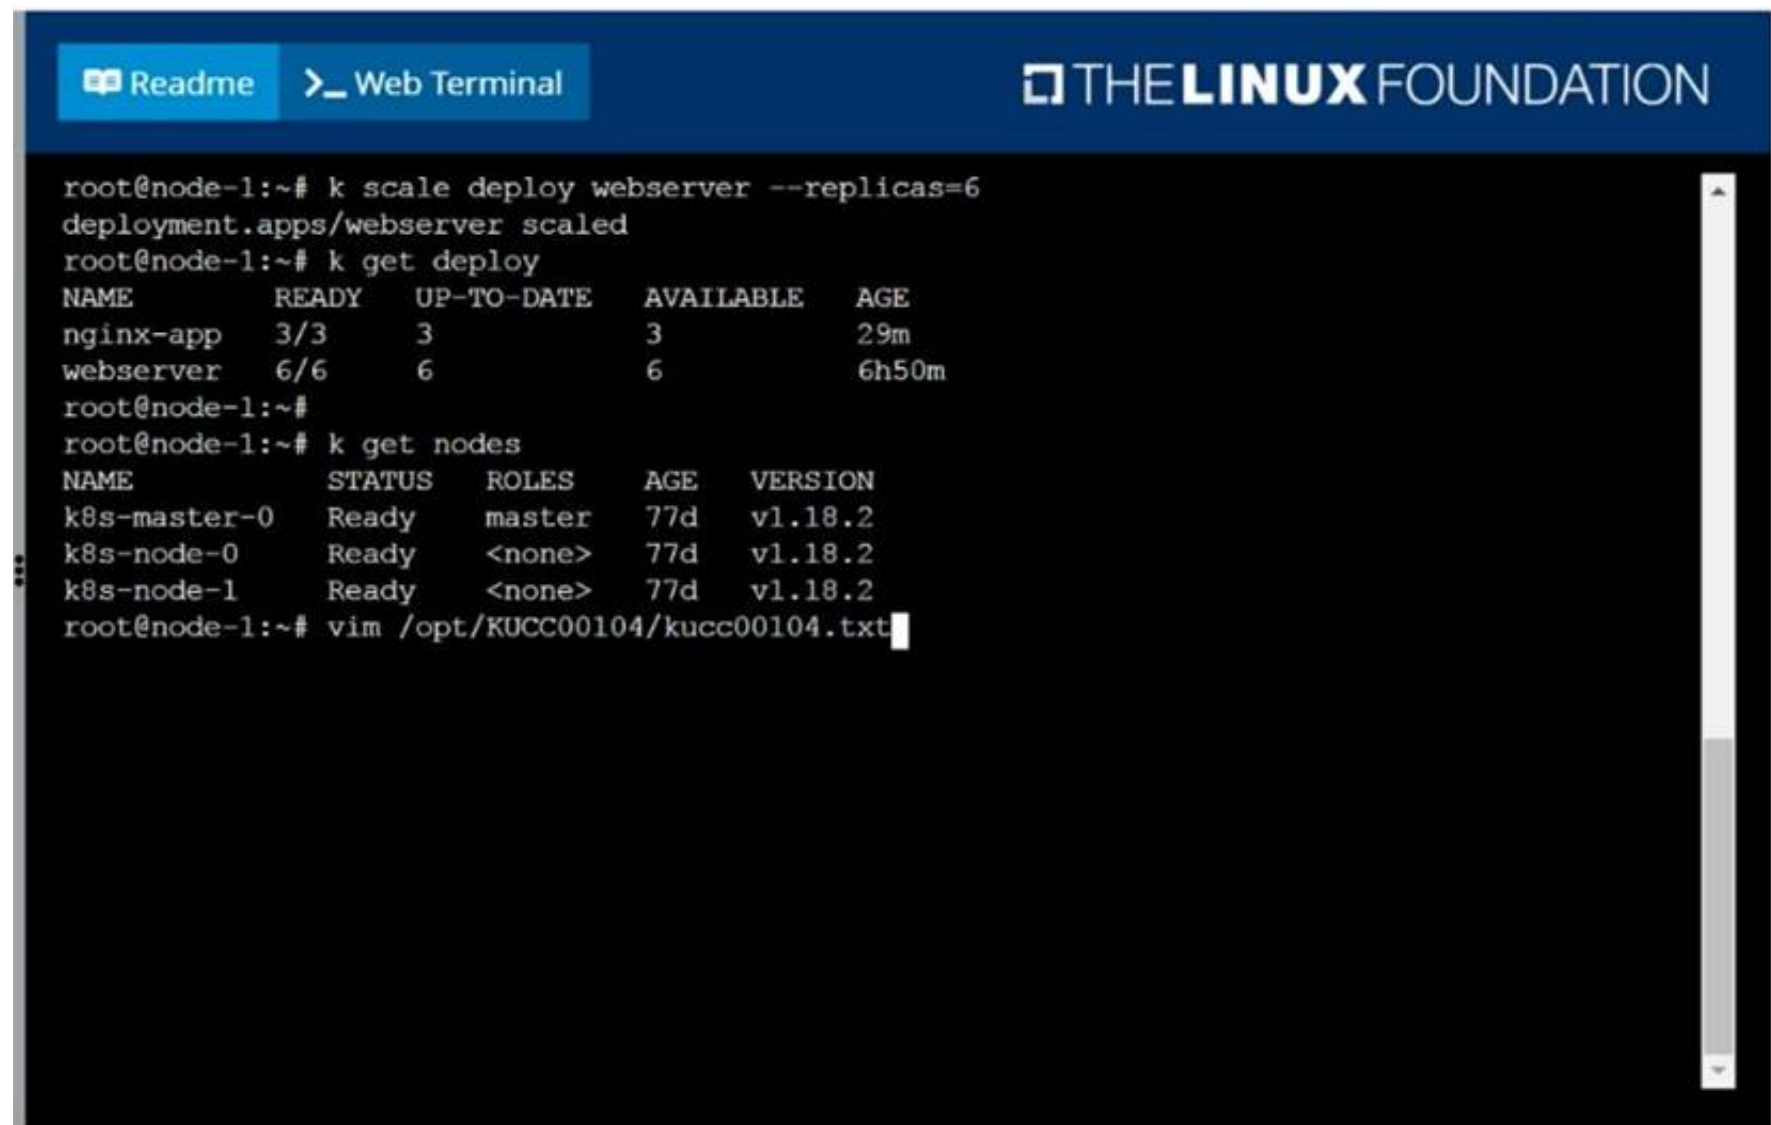 Readme >_ Web Terminal THE LINUX FOUNDATION
root@node-1:~# k scale deploy webserver --replicas=6
deployment.apps/webserver scaled
root@node-1:~# k get deploy
NAME READY UP-TO-DATE AVAILABLE AGE
nginx-app 3/3 3 3 29m
webserver 6/6 6 6 6h50m
root@node-1:~#
root@node-1:~# k get nodes
NAME STATUS ROLES AGE VERSION
k8s-master-0 Ready master 77d v1.18.2
k8s-node-0 Ready <none> 77d v1.18.2
k8s-node-1 Ready <none> 77d v1.18.2
root@node-1:~# vim /opt/KUCC00104/kucc00104.txt